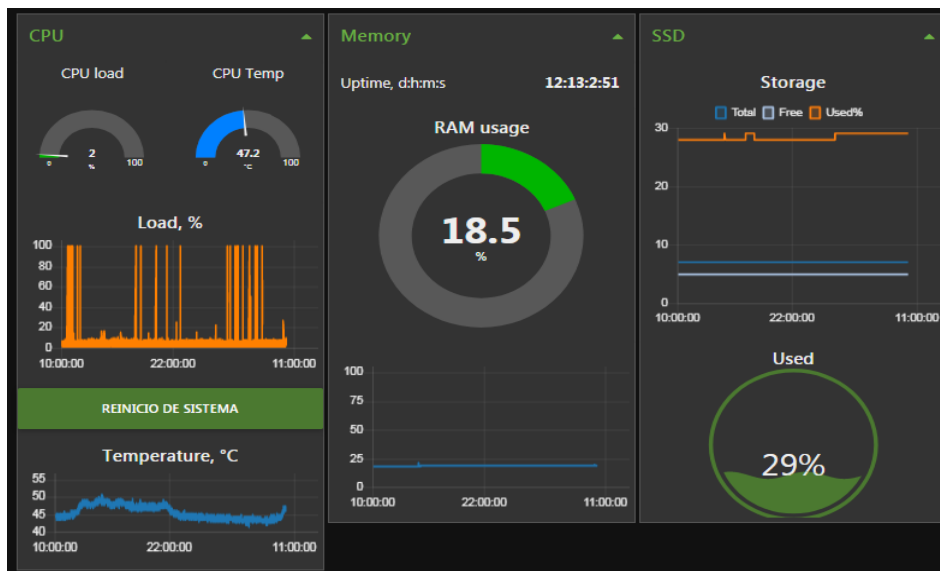 CPU
CPU load
CPU Temp
2
%
0
100
47.2
°C
0
100
Load, %
100
80
60
40
20
0
10:00:00
22:00:00
11:00:00
REINICIO DE SISTEMA
Temperature, °C
55
50
45
40
10:00:00
22:00:00
11:00:00
Memory
Uptime, d:h:m:s 12:13:2:51
RAM usage
18.5
%
100
75
50
25
0
10:00:00
22:00:00
11:00:00
SSD
Storage
Total Free Used%
30
20
10
0
10:00:00
22:00:00
11:00:00
Used
29%